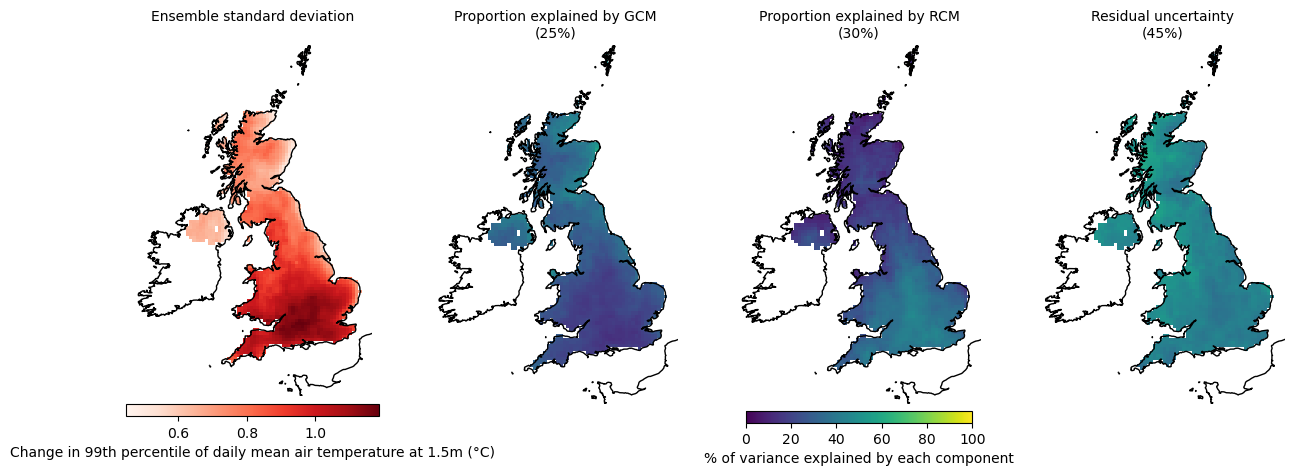 Ensemble standard deviation
Proportion explained by GCM
(25%)
Proportion explained by RCM
(30%)
Residual uncertainty
(45%)
0.6 0.8 1.0
Change in 99th percentile of daily mean air temperature at 1.5m (°C)
0 20 40 60 80 100
% of variance explained by each component